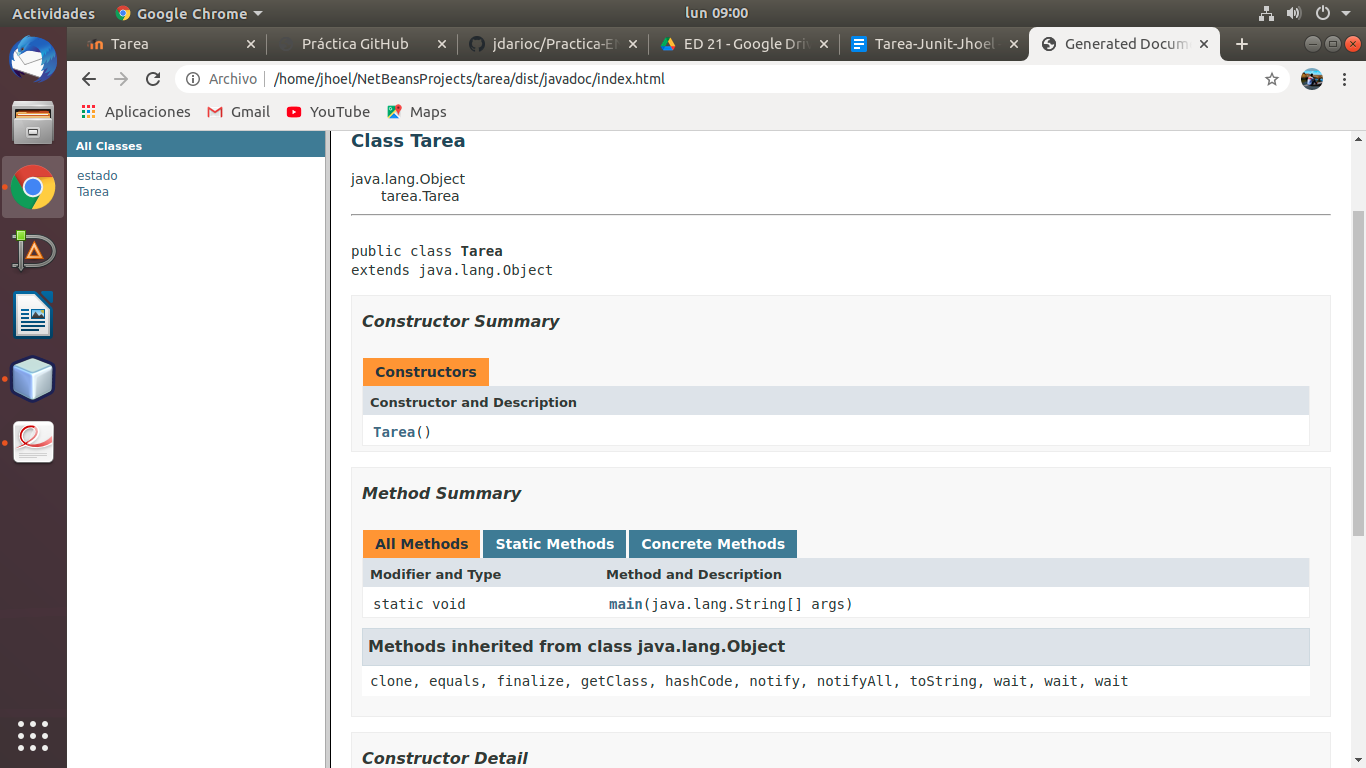 Actividades Google Chrome lun 09:00
Tarea Práctica GitHub jdarioc/Practica-E ED 21 - Google Dri Tarea-Junit-Jhoel Generated Docum
Archivo /home/jhoel/NetBeansProjects/tarea/dist/javadoc/index.html
Aplicaciones Gmail YouTube Maps
All Classes
estado
Tarea
Class Tarea
java.lang.Object
tarea.Tarea
public class Tarea
extends java.lang.Object
Constructor Summary
Constructors
Constructor and Description
Tarea()
Method Summary
All Methods Static Methods Concrete Methods
Modifier and Type Method and Description
static void main(java.lang.String[] args)
Methods inherited from class java.lang.Object
clone, equals, finalize, getClass, hashCode, notify, notifyAll, toString, wait, wait, wait
Constructor Detail